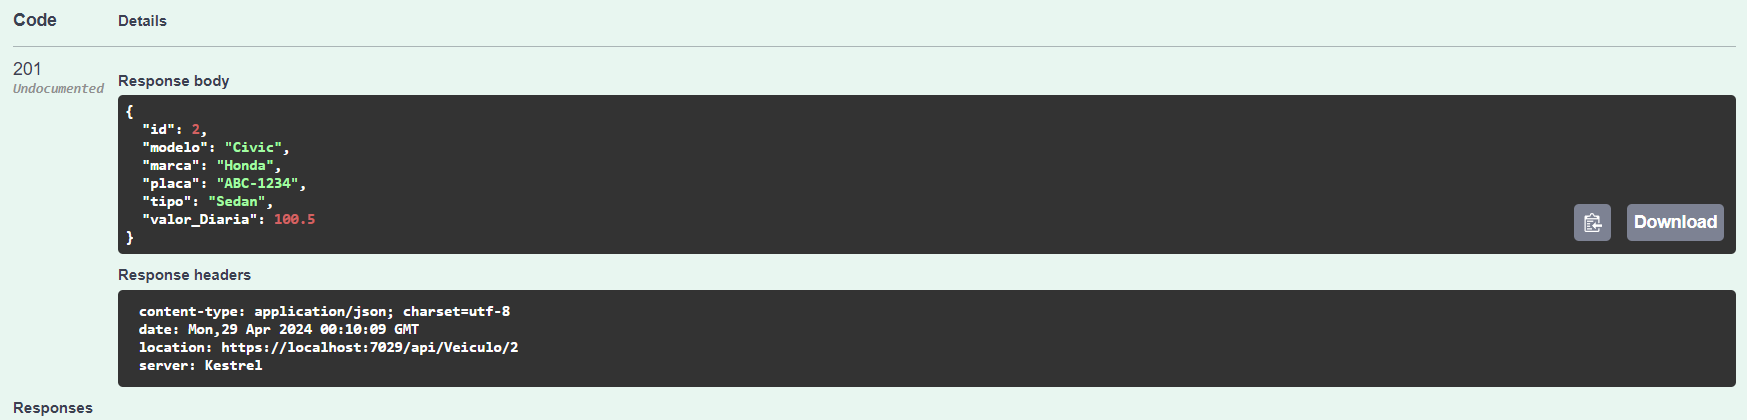 Code Details
201
Undocumented
Response body
{
"id": 2,
"modelo": "Civic",
"marca": "Honda",
"placa": "ABC-1234",
"tipo": "Sedan",
"valor_Diaria": 100.5
}
Download
Response headers
content-type: application/json; charset=utf-8
date: Mon,29 Apr 2024 00:10:09 GMT
location: https://localhost:7029/api/Veiculo/2
server: Kestrel
Responses